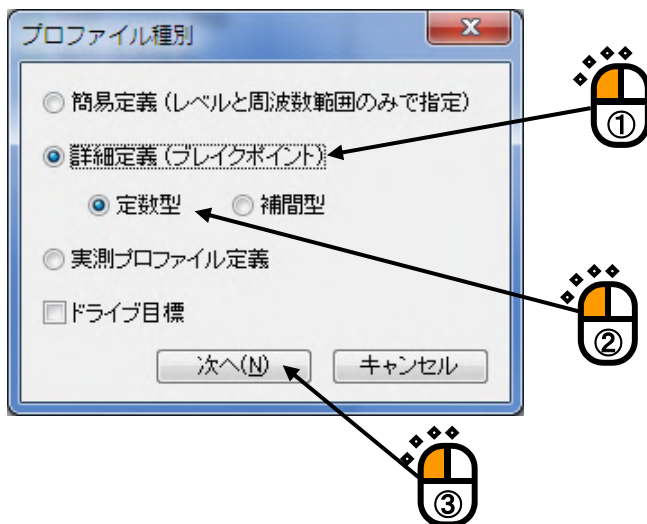 プロファイル種別
簡易定義(レベルと周波数範囲のみで指定)
①
詳細定義(ブレイクポイント)
定数型 補間型
実測プロファイル定義
②
ドライブ目標
次へ(N) キャンセル
③